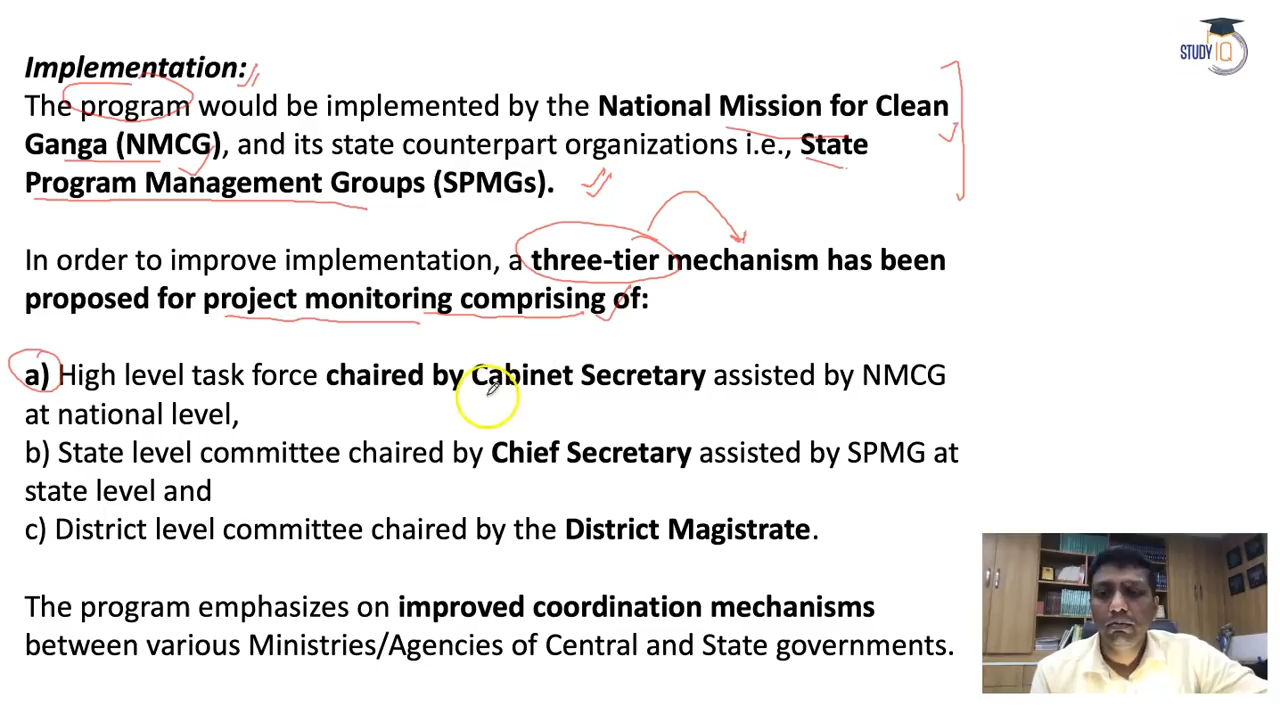 STUDY IQ
Implementation:
The program would be implemented by the National Mission for Clean
Ganga (NMCG), and its state counterpart organizations i.e., State
Program Management Groups (SPMGs).
In order to improve implementation, a three-tier mechanism has been
proposed for project monitoring comprising of:
a) High level task force chaired by Cabinet Secretary assisted by NMCG
at national level,
b) State level committee chaired by Chief Secretary assisted by SPMG at
state level and
c) District level committee chaired by the District Magistrate.
The program emphasizes on improved coordination mechanisms
between various Ministries/Agencies of Central and State governments.